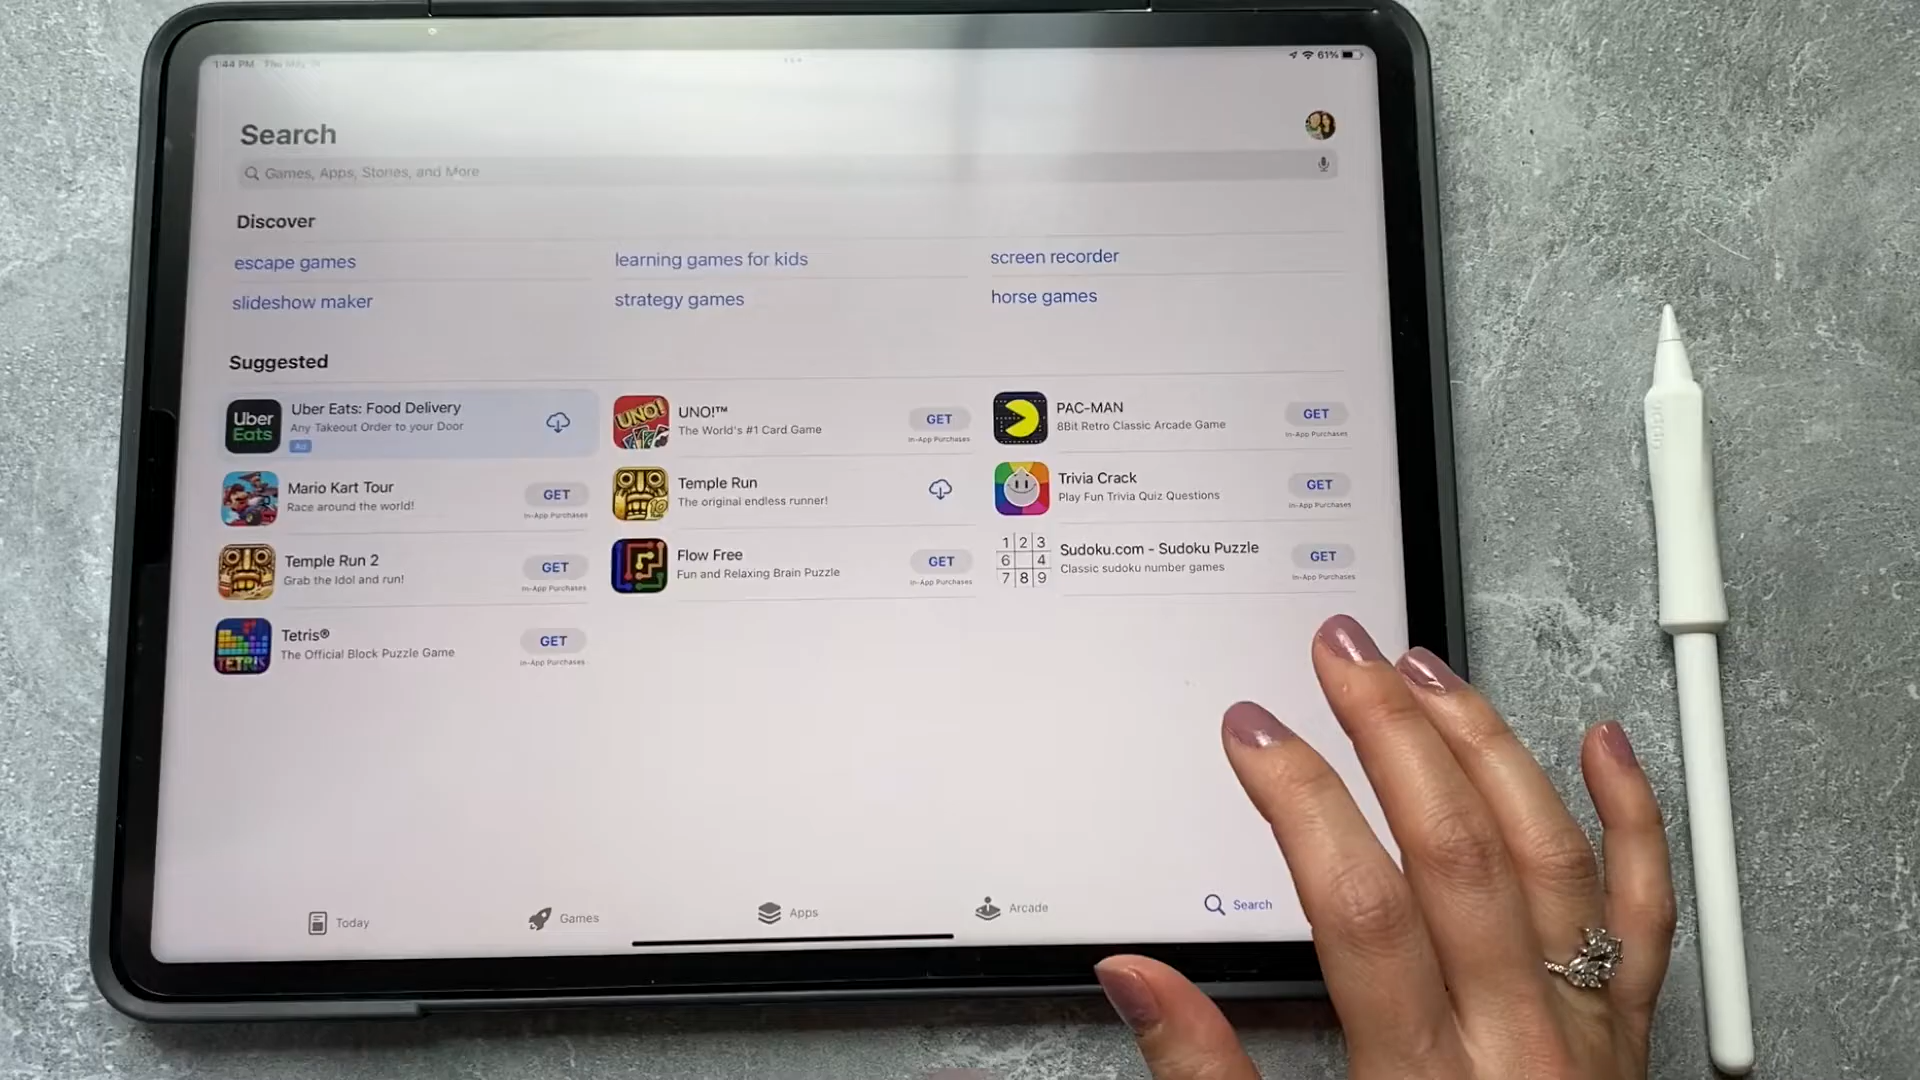 1:44 PM Thu May
61%
Search
Games, Apps, Stories, and More
Discover
escape games
learning games for kids
screen recorder
slideshow maker
strategy games
horse games
Suggested
Uber Eats
Uber Eats: Food Delivery
Any Takeout Order to your Door
Ad
UNO!
UNO!™
The World's #1 Card Game
GET
In-App Purchases
PAC-MAN
8Bit Retro Classic Arcade Game
GET
In-App Purchases
Mario Kart Tour
Race around the world!
GET
In-App Purchases
Temple Run
The original endless runner!
Trivia Crack
Play Fun Trivia Quiz Questions
GET
In-App Purchases
Temple Run 2
Grab the Idol and run!
GET
In-App Purchases
Flow Free
Fun and Relaxing Brain Puzzle
GET
In-App Purchases
1 2 3
6 4
7 8 9
Sudoku.com - Sudoku Puzzle
Classic sudoku number games
GET
In-App Purchases
TETRIS
Tetris®
The Official Block Puzzle Game
GET
In-App Purchases
Today
Games
Apps
Arcade
Search